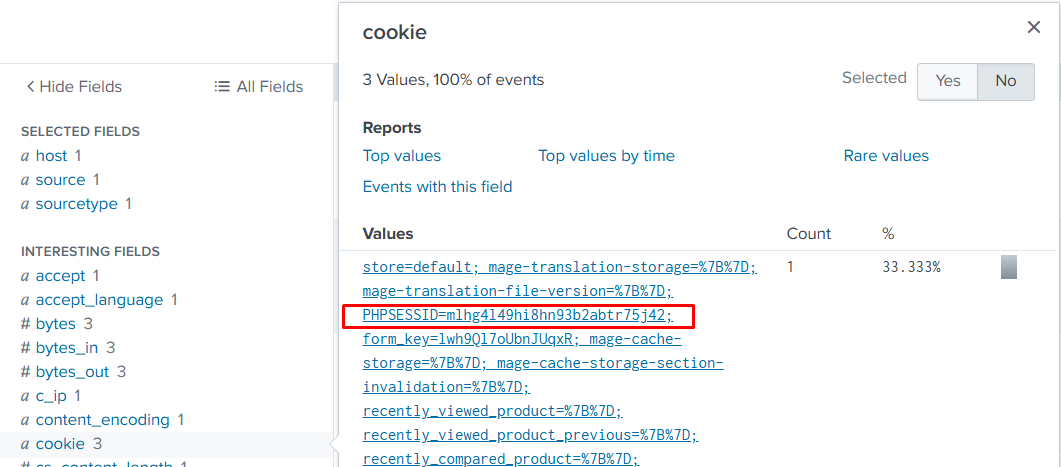 Hide Fields
All Fields
SELECTED FIELDS
a host 1
a source 1
a sourcetype 1
INTERESTING FIELDS
a accept 1
a accept_language 1
# bytes 3
# bytes_in 3
# bytes_out 3
a c_ip 1
a content_encoding 1
a cookie 3
a cs_content_length 1
cookie
3 Values, 100% of events
Selected
Yes
No
Reports
Top values
Top values by time
Rare values
Events with this field
Values
Count
%
store=default; mage-translation-storage=%7B%7D;
1
33.333%
mage-translation-file-version=%7B%7D;
PHPSESSID=mlhg4l49hi8hn93b2abtr75j42;
form_key=lwh9Ql7oUbnJUqxR; mage-cache-
storage=%7B%7D; mage-cache-storage-section-
invalidation=%7B%7D;
recently_viewed_product=%7B%7D;
recently_viewed_product_previous=%7B%7D;
recently_compared_product=%7B%7D;